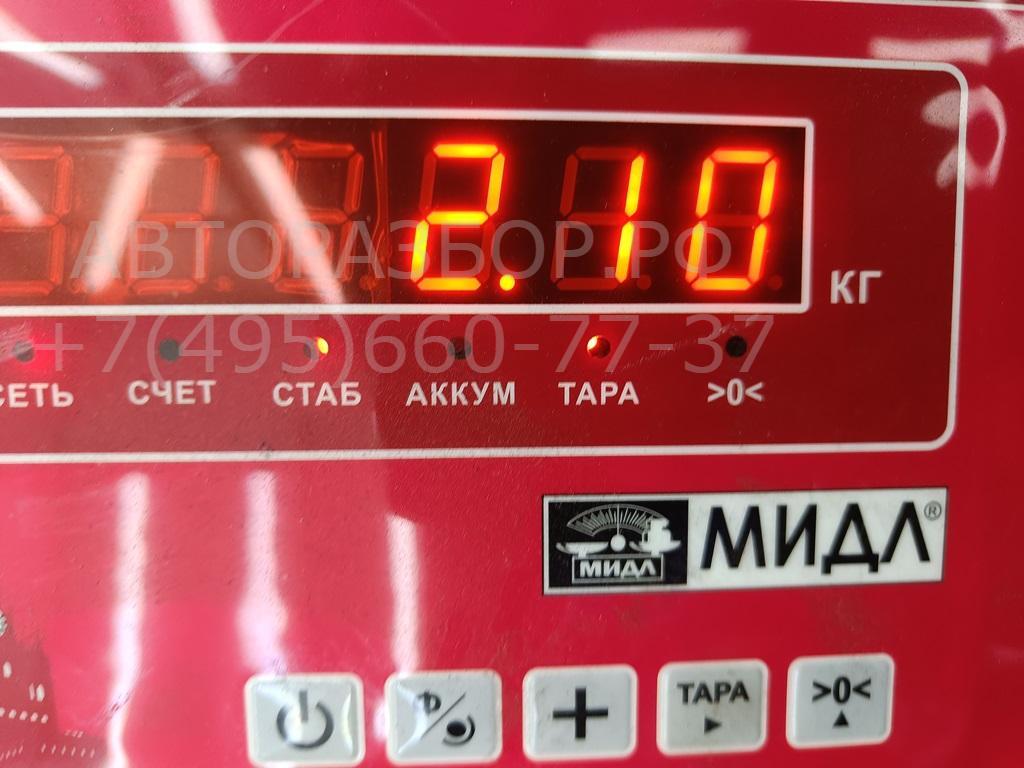 2.10
КГ
АВТОРАЗБОР.РФ
+7(495)660-77-37
СЕТЬ СЧЕТ СТАБ АККУМ ТАРА >0<
МИДЛ МИДЛ®
Ф/ + ТАРА >0<